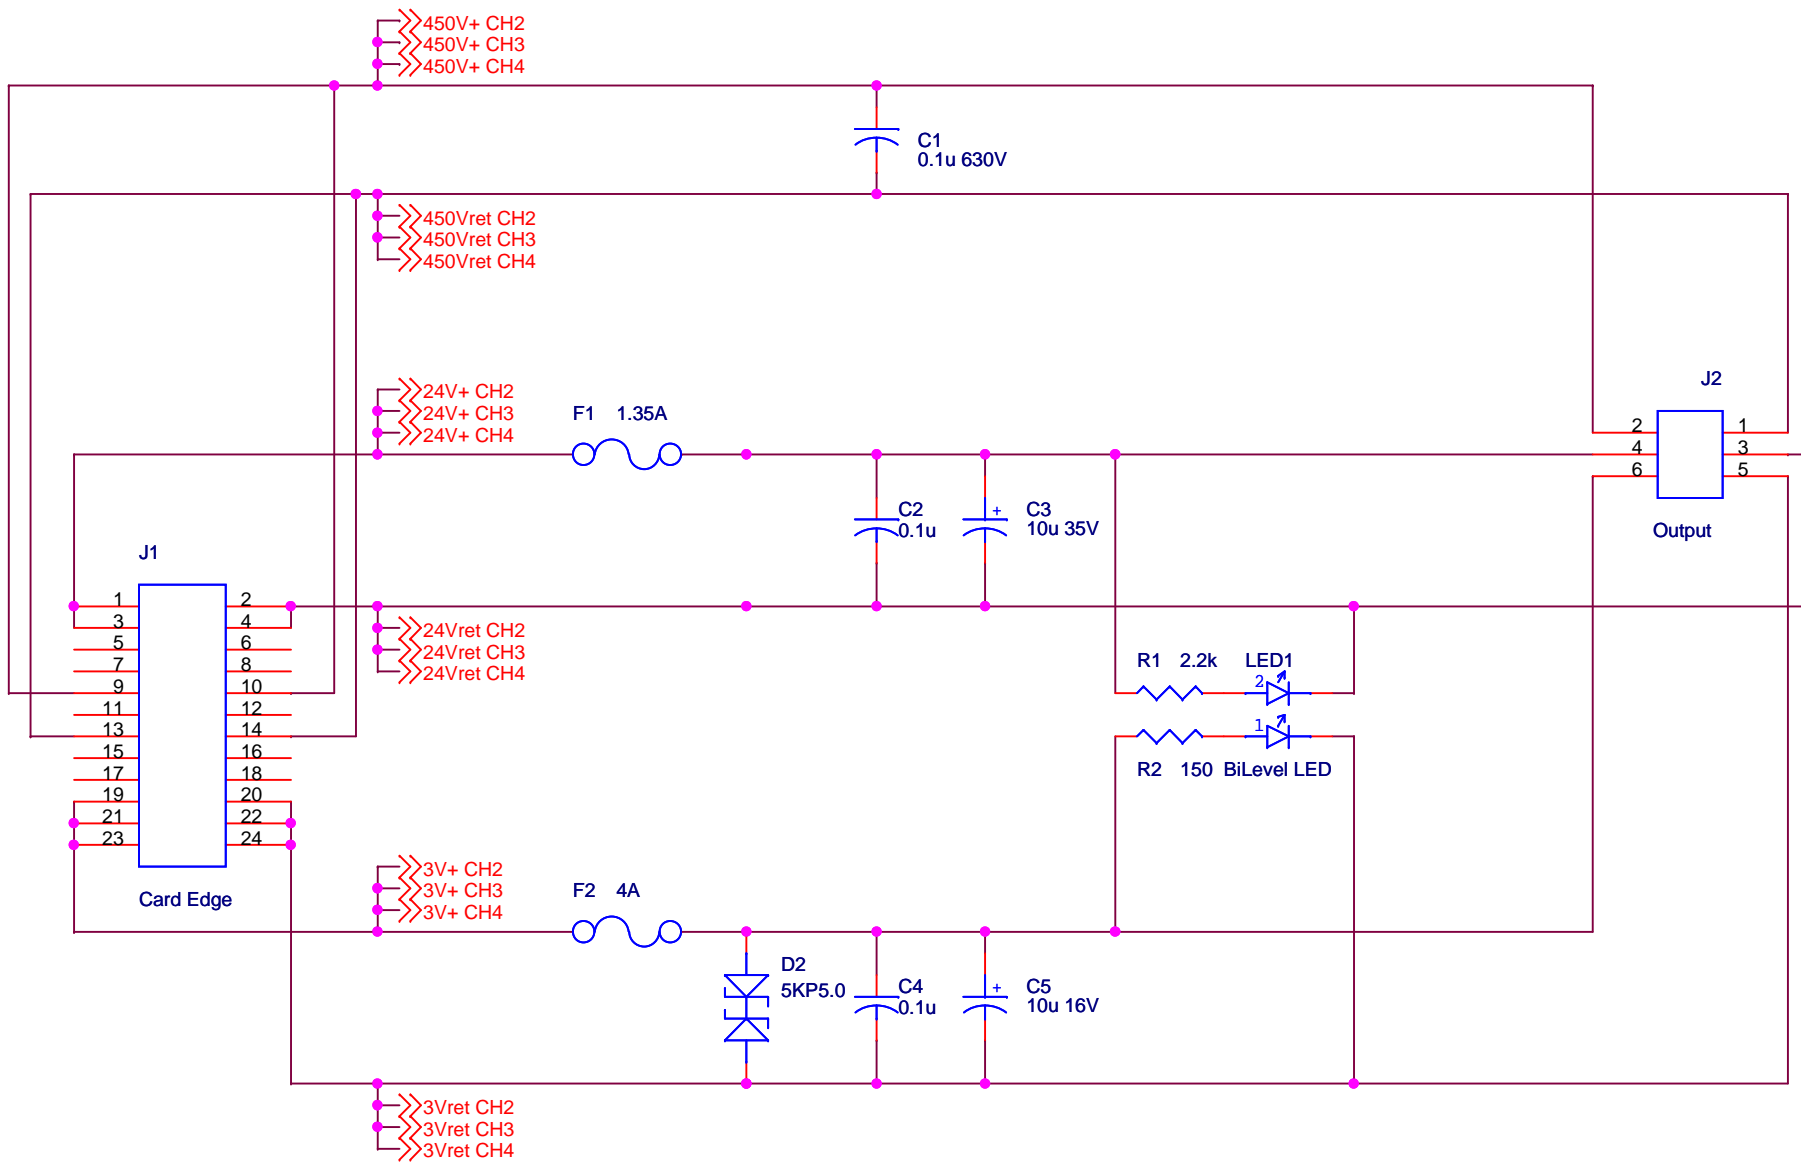 450V+ CH2
450V+ CH3
450V+ CH4
C1
0.1u 630V
450Vret CH2
450Vret CH3
450Vret CH4
24V+ CH2
24V+ CH3
24V+ CH4
F1 1.35A
J2
2 1
4 3
6 5
Output
C2
0.1u
+
C3
10u 35V
J1
1 2
3 4
5 6
7 8
9 10
11 12
13 14
15 16
17 18
19 20
21 22
23 24
Card Edge
24Vret CH2
24Vret CH3
24Vret CH4
R1 2.2k LED1
2
1
R2 150 BiLevel LED
3V+ CH2
3V+ CH3
3V+ CH4
F2 4A
D2
5KP5.0
C4
0.1u
+
C5
10u 16V
3Vret CH2
3Vret CH3
3Vret CH4